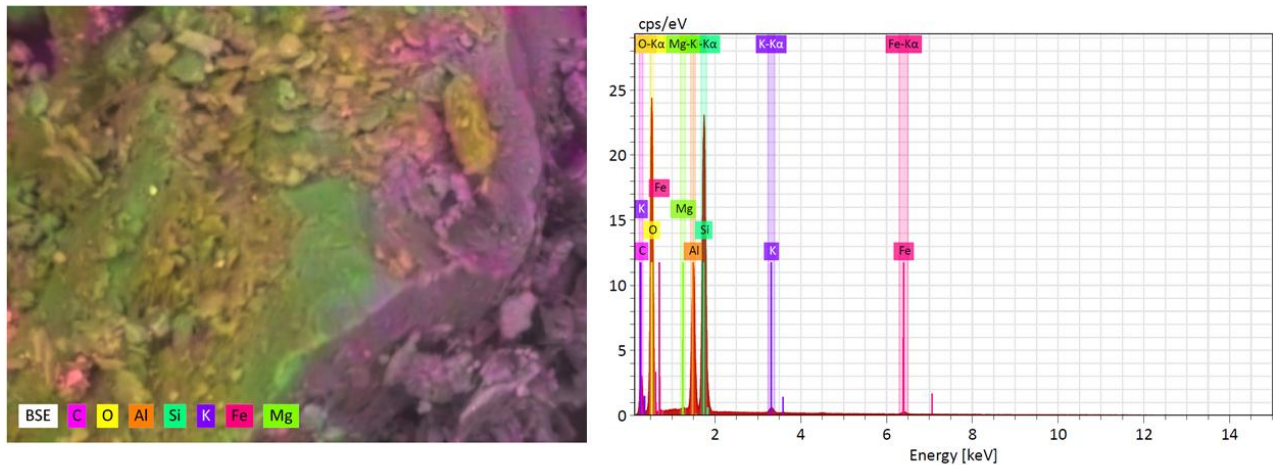 BSE C O Al Si K Fe Mg
cps/eV
O-Kα Mg-K -Kα K-Kα Fe-Kα
25
20
Fe
K Mg
15
O Si
C Al K Fe
10
5
0
2 4 6 8 10 12 14
Energy [keV]